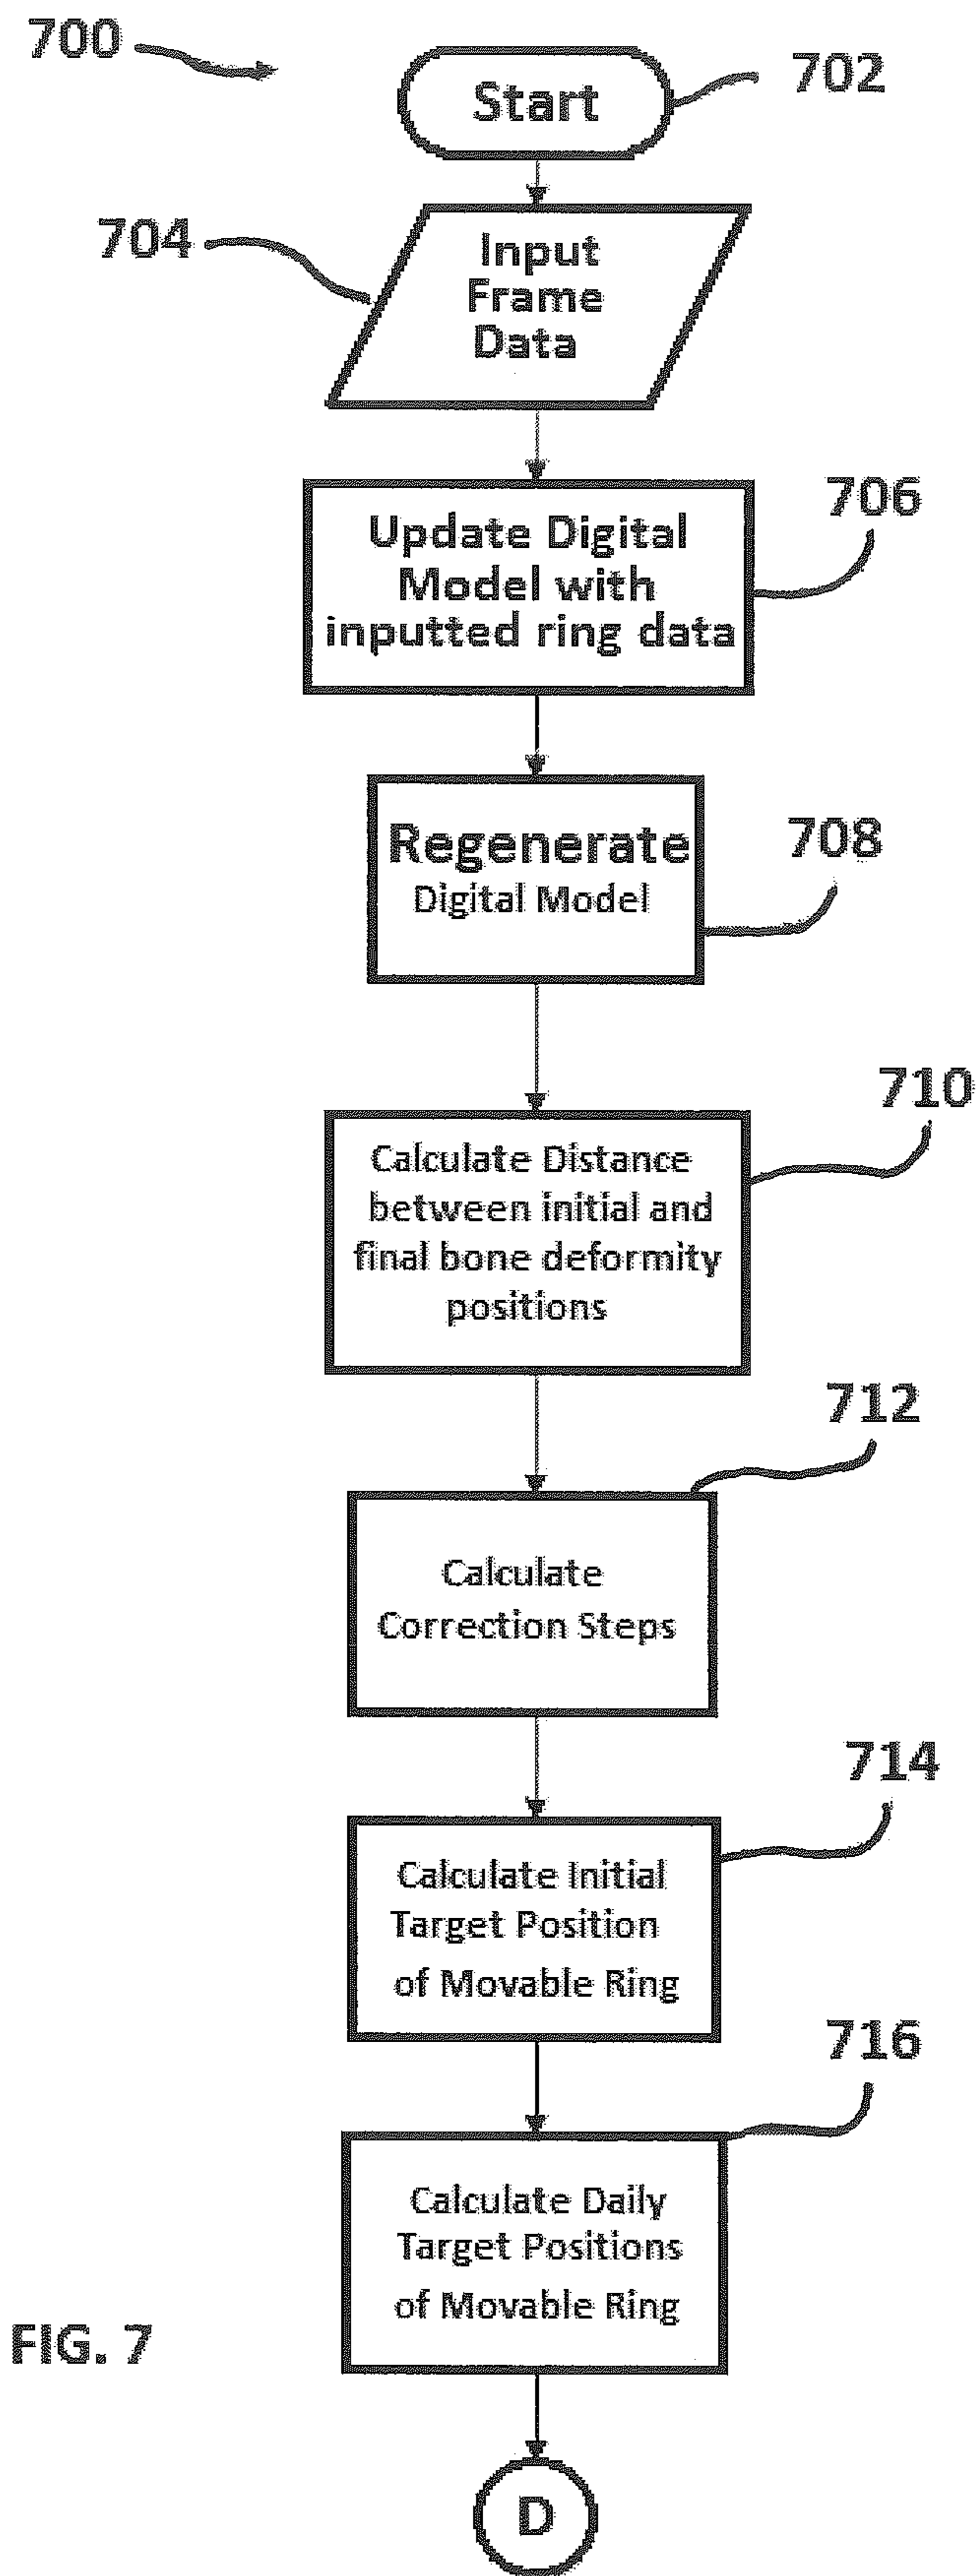 700
Start
702
704
Input
Frame
Data
706
Update Digital
Model with
inputted ring data
Regenerate
Digital Model
708
710
Calculate Distance
between initial and
final bone deformity
positions
712
Calculate
Correction Steps
714
Calculate Initial
Target Position
of Movable Ring
716
Calculate Daily
Target Positions
of Movable Ring
FIG. 7
D